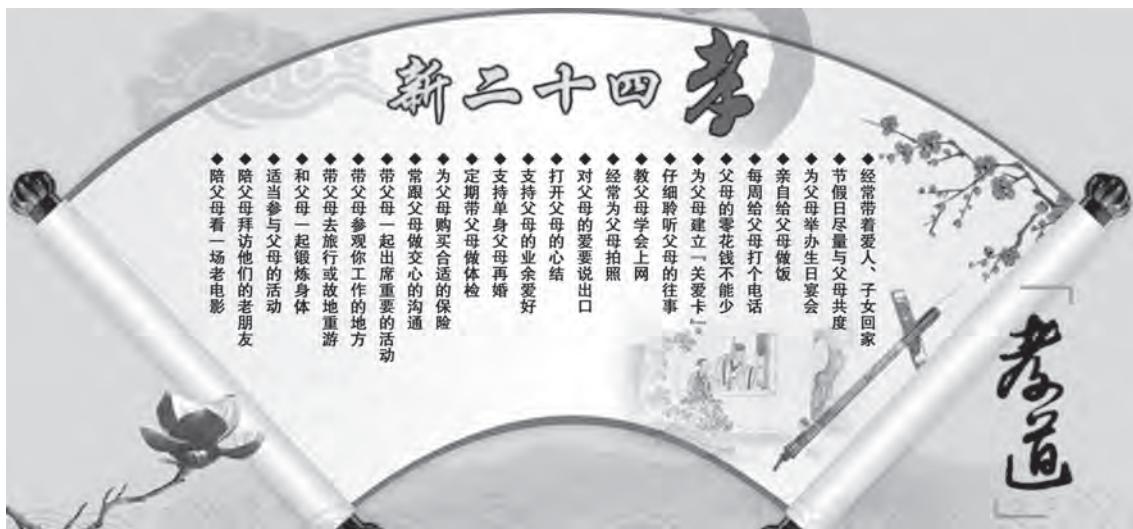 新二十四孝
◆经常带着爱人、子女回家
◆节假日尽量与父母共度
◆为父母举办生日宴会
◆亲自给父母做饭
◆每周给父母打个电话
◆父母的零花钱不能少
◆为父母建立“关爱卡”
◆仔细聆听父母的往事
◆教父母学会上网
◆经常为父母拍照
◆对父母的爱要说出口
◆打开父母的心结
◆支持父母的业余爱好
◆支持单身父母再婚
◆定期带父母做体检
◆为父母购买合适的保险
◆常跟父母做交心的沟通
◆带父母一起出席重要的活动
◆带父母参观你工作的地方
◆带父母去旅行或故地重游
◆和父母一起锻炼身体
◆适当参与父母的活动
◆陪父母拜访他们的老朋友
◆陪父母看一场老电影
孝道